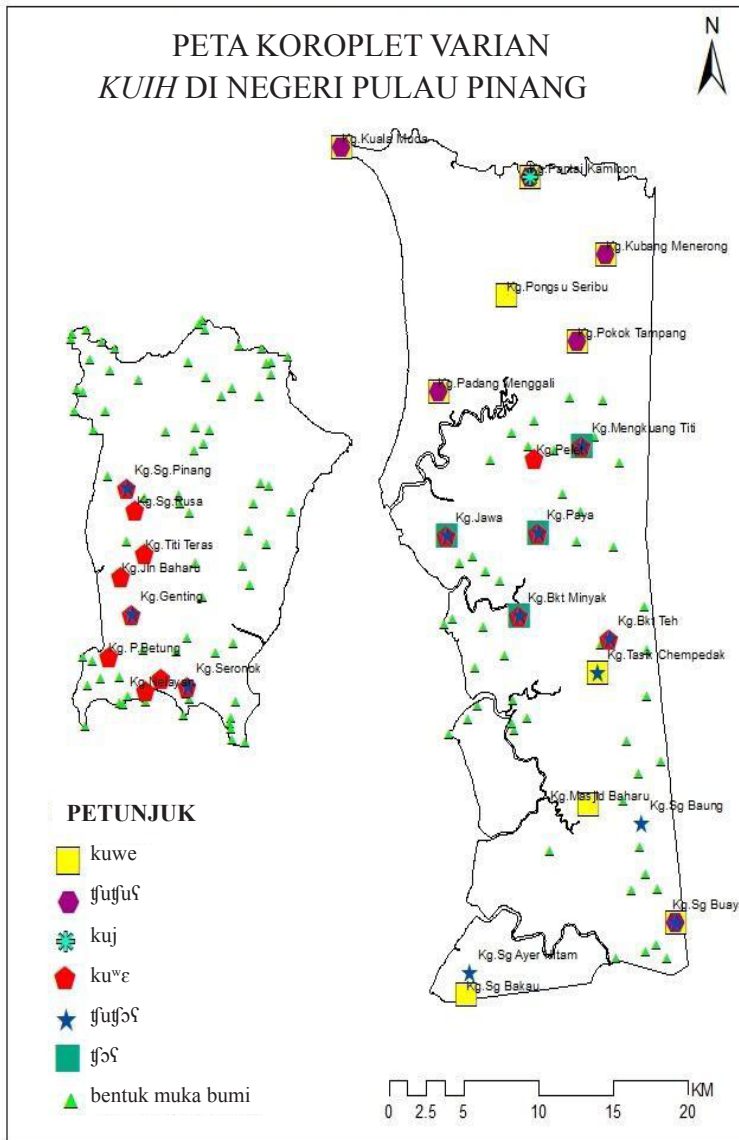 PETA KOROPLET VARIAN
KUIH DI NEGERI PULAU PINANG
N
Kg.Kuala Muda
Kg.Pantai Kamloon
Kg.Kubang Menerong
Kg.Pongsu Seribu
Kg.Pokok Tampang
Kg.Padang Menggali
Kg.Mengkuang Titi
Kg.Pelet
Kg.Sg.Pinang
Kg.Sg.Rusa
Kg.Jawa
Kg.Paya
Kg.Titi Teras
Kg.Jln Baharu
Kg.Genting
Kg.Bkt Minyak
Kg.Bkt Teh
Kg. P.Betung
Kg.Seronok
Kg.Nelayan
Kg.Tasik Chempedak
Kg.Masjid Baharu
Kg.Sg Baung
Kg.Sg Buay
Kg.Sg Ayer Hitam
Kg.Sg Bakau
PETUNJUK
kuwe
ʧuʧuʕ
kuj
kuʷɛ
ʧuʧɔʕ
ʧɔʕ
bentuk muka bumi
KM
0 2.5 5 10 15 20